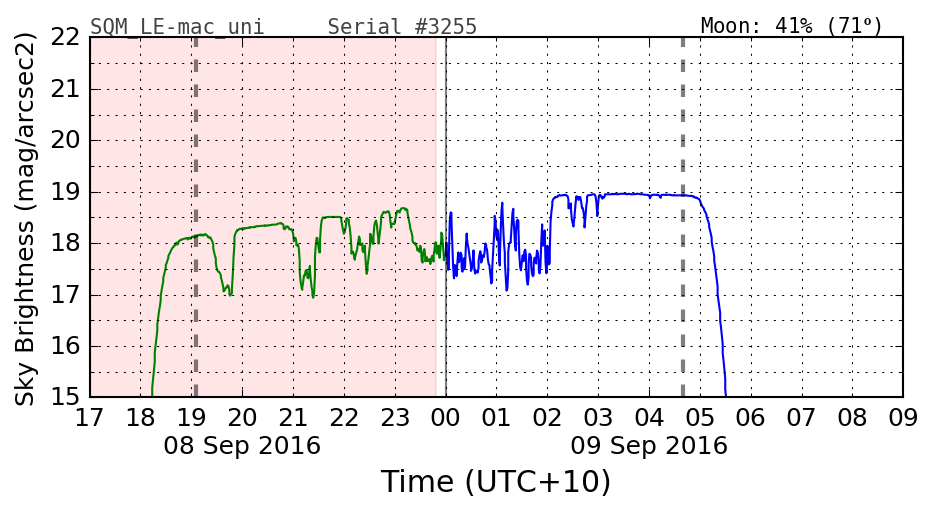 SQM_LE-mac_uni Serial #3255 Moon: 41% (71°)
Sky Brightness (mag/arcsec2)
22
21
20
19
18
17
16
15
17 18 19 20 21 22 23 00 01 02 03 04 05 06 07 08 09
08 Sep 2016 09 Sep 2016
Time (UTC+10)